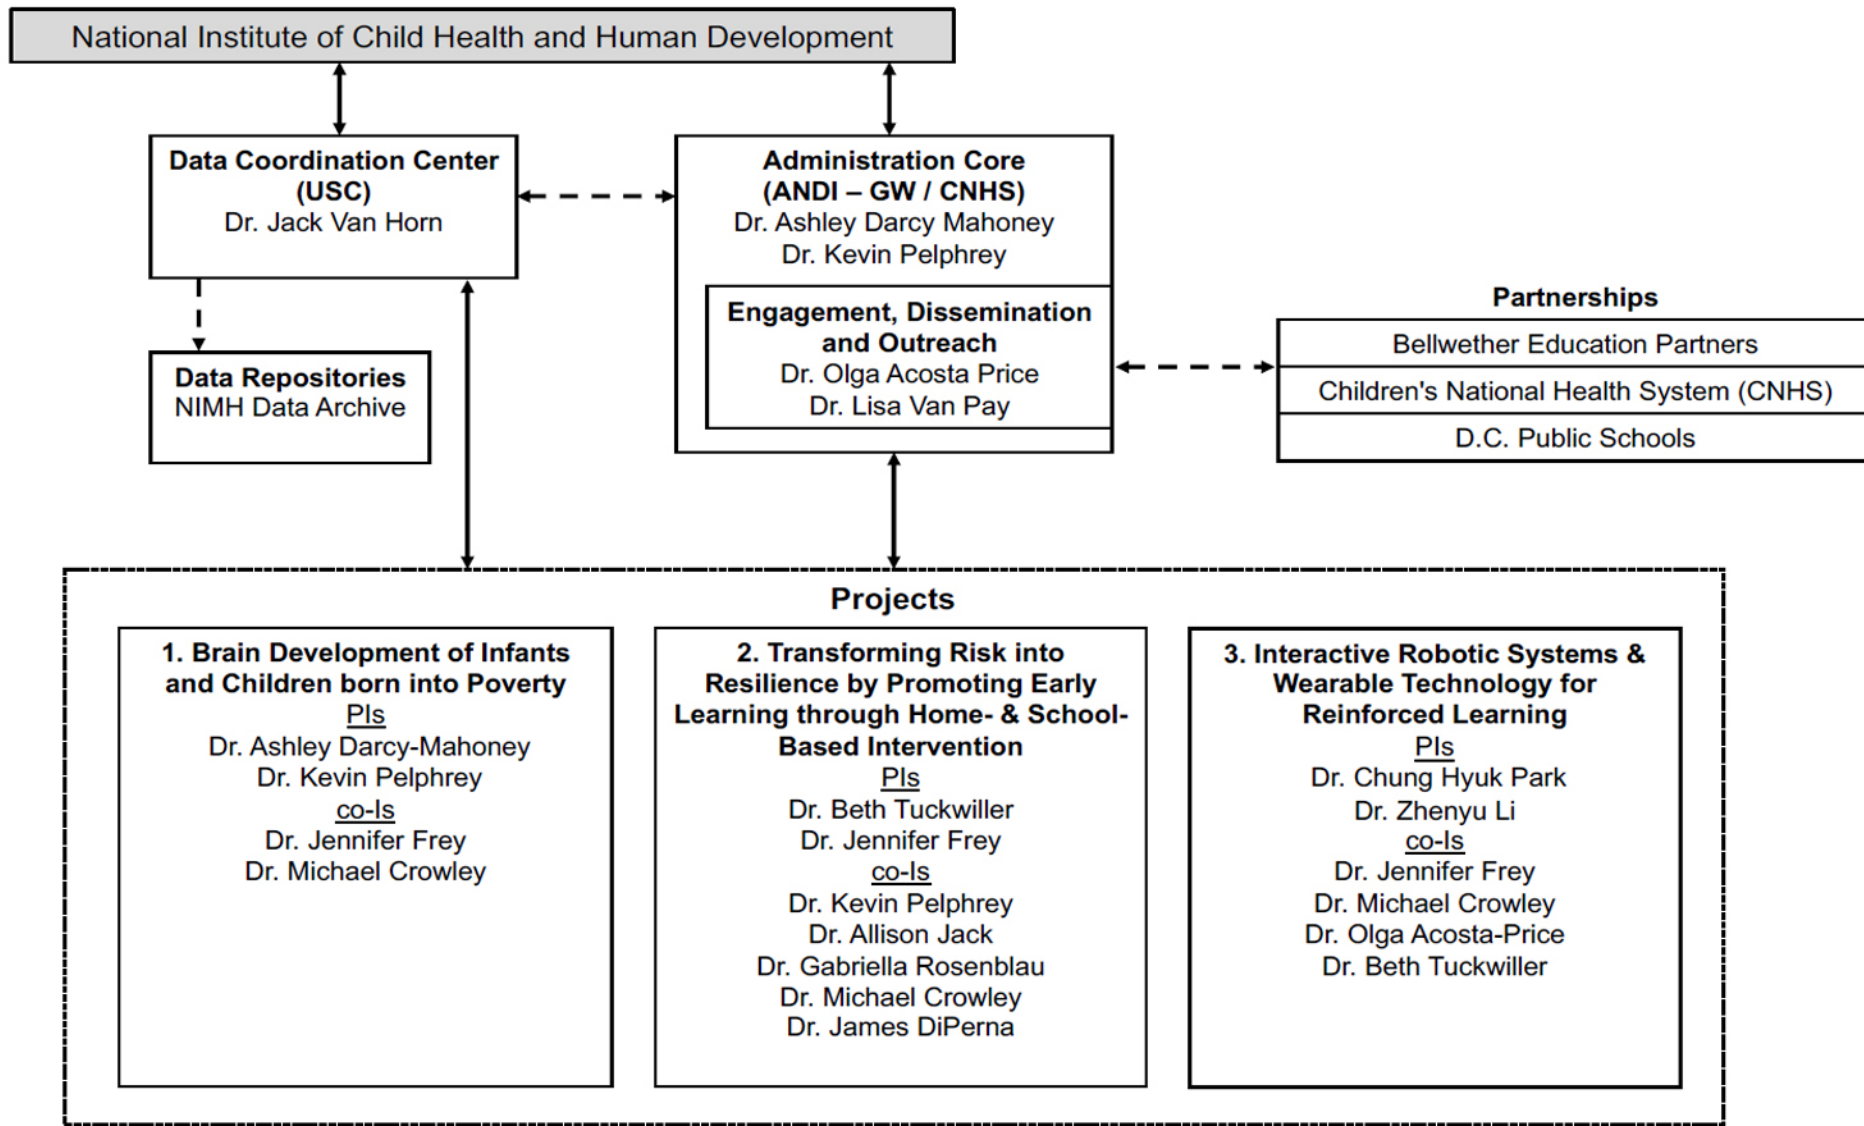 National Institute of Child Health and Human Development
Data Coordination Center
(USC)
Dr. Jack Van Horn
Administration Core
(ANDI – GW / CNHS)
Dr. Ashley Darcy Mahoney
Dr. Kevin Pelphrey
Engagement, Dissemination
and Outreach
Dr. Olga Acosta Price
Dr. Lisa Van Pay
Data Repositories
NIMH Data Archive
Partnerships
Bellwether Education Partners
Children's National Health System (CNHS)
D.C. Public Schools
Projects
1. Brain Development of Infants
and Children born into Poverty
PIs
Dr. Ashley Darcy-Mahoney
Dr. Kevin Pelphrey
co-Is
Dr. Jennifer Frey
Dr. Michael Crowley
2. Transforming Risk into
Resilience by Promoting Early
Learning through Home- & School-
Based Intervention
PIs
Dr. Beth Tuckwiller
Dr. Jennifer Frey
co-Is
Dr. Kevin Pelphrey
Dr. Allison Jack
Dr. Gabriella Rosenblau
Dr. Michael Crowley
Dr. James DiPerna
3. Interactive Robotic Systems &
Wearable Technology for
Reinforced Learning
PIs
Dr. Chung Hyuk Park
Dr. Zhenyu Li
co-Is
Dr. Jennifer Frey
Dr. Michael Crowley
Dr. Olga Acosta-Price
Dr. Beth Tuckwiller